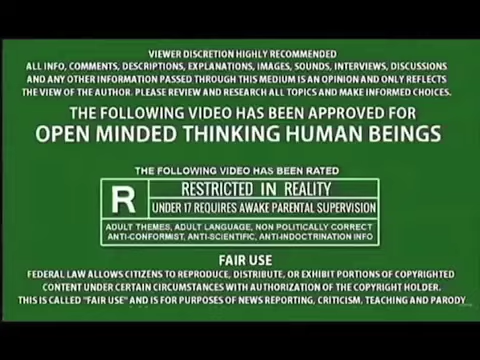 VIEWER DISCRETION HIGHLY RECOMMENDED
ALL INFO, COMMENTS, DESCRIPTIONS, EXPLANATIONS, IMAGES, SOUNDS, INTERVIEWS, DISCUSSIONS
AND ANY OTHER INFORMATION PASSED THROUGH THIS MEDIUM IS AN OPINION AND ONLY REFLECTS
THE VIEW OF THE AUTHOR. PLEASE REVIEW AND RESEARCH ALL TOPICS AND MAKE INFORMED CHOICES.
THE FOLLOWING VIDEO HAS BEEN APPROVED FOR
OPEN MINDED THINKING HUMAN BEINGS
THE FOLLOWING VIDEO HAS BEEN RATED
R
RESTRICTED IN REALITY
UNDER 17 REQUIRES AWAKE PARENTAL SUPERVISION
ADULT THEMES, ADULT LANGUAGE, NON POLITICALLY CORRECT
ANTI-CONFORMIST, ANTI-SCIENTIFIC, ANTI-INDOCTRINATION INFO
FAIR USE
FEDERAL LAW ALLOWS CITIZENS TO REPRODUCE, DISTRIBUTE, OR EXHIBIT PORTIONS OF COPYRIGHTED
CONTENT UNDER CERTAIN CIRCUMSTANCES WITH AUTHORIZATION OF THE COPYRIGHT HOLDER.
THIS IS CALLED "FAIR USE" AND IS FOR PURPOSES OF NEWS REPORTING, CRITICISM, TEACHING AND PARODY